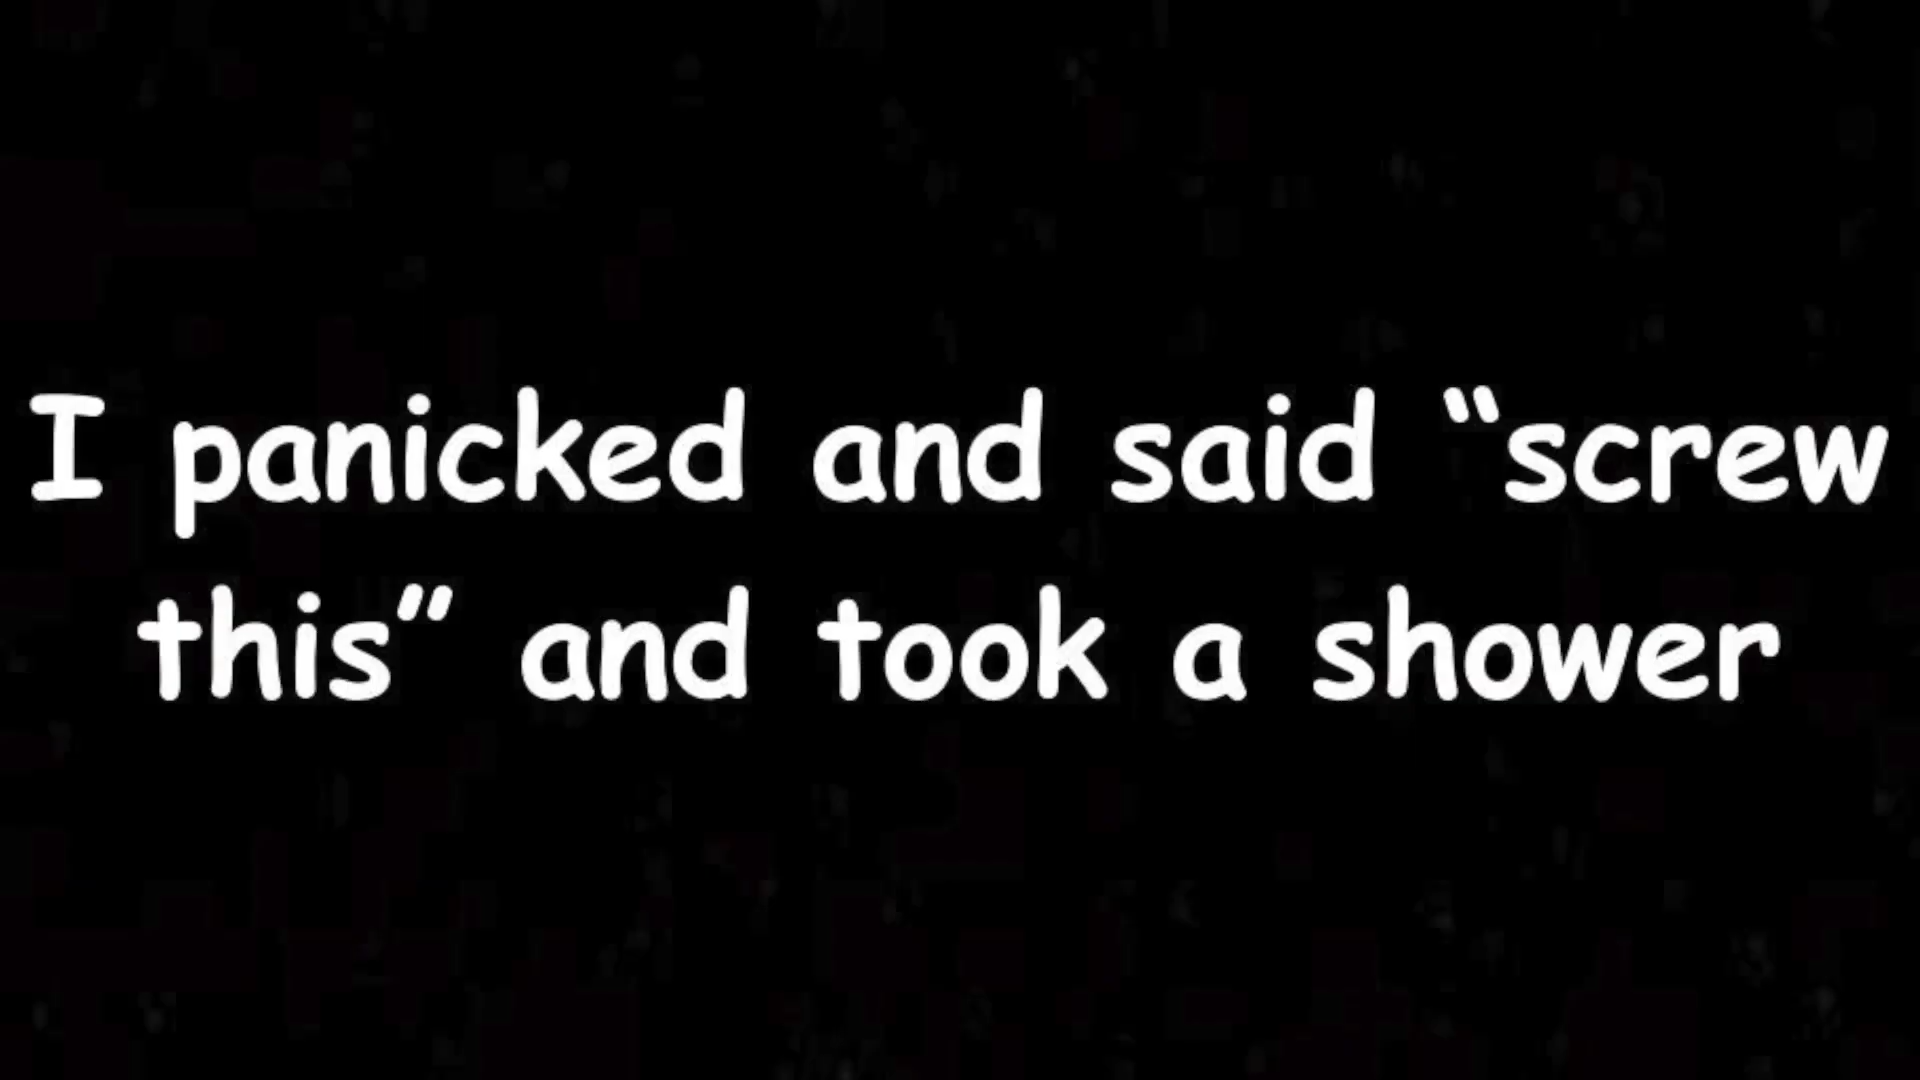 I panicked and said “screw
this” and took a shower